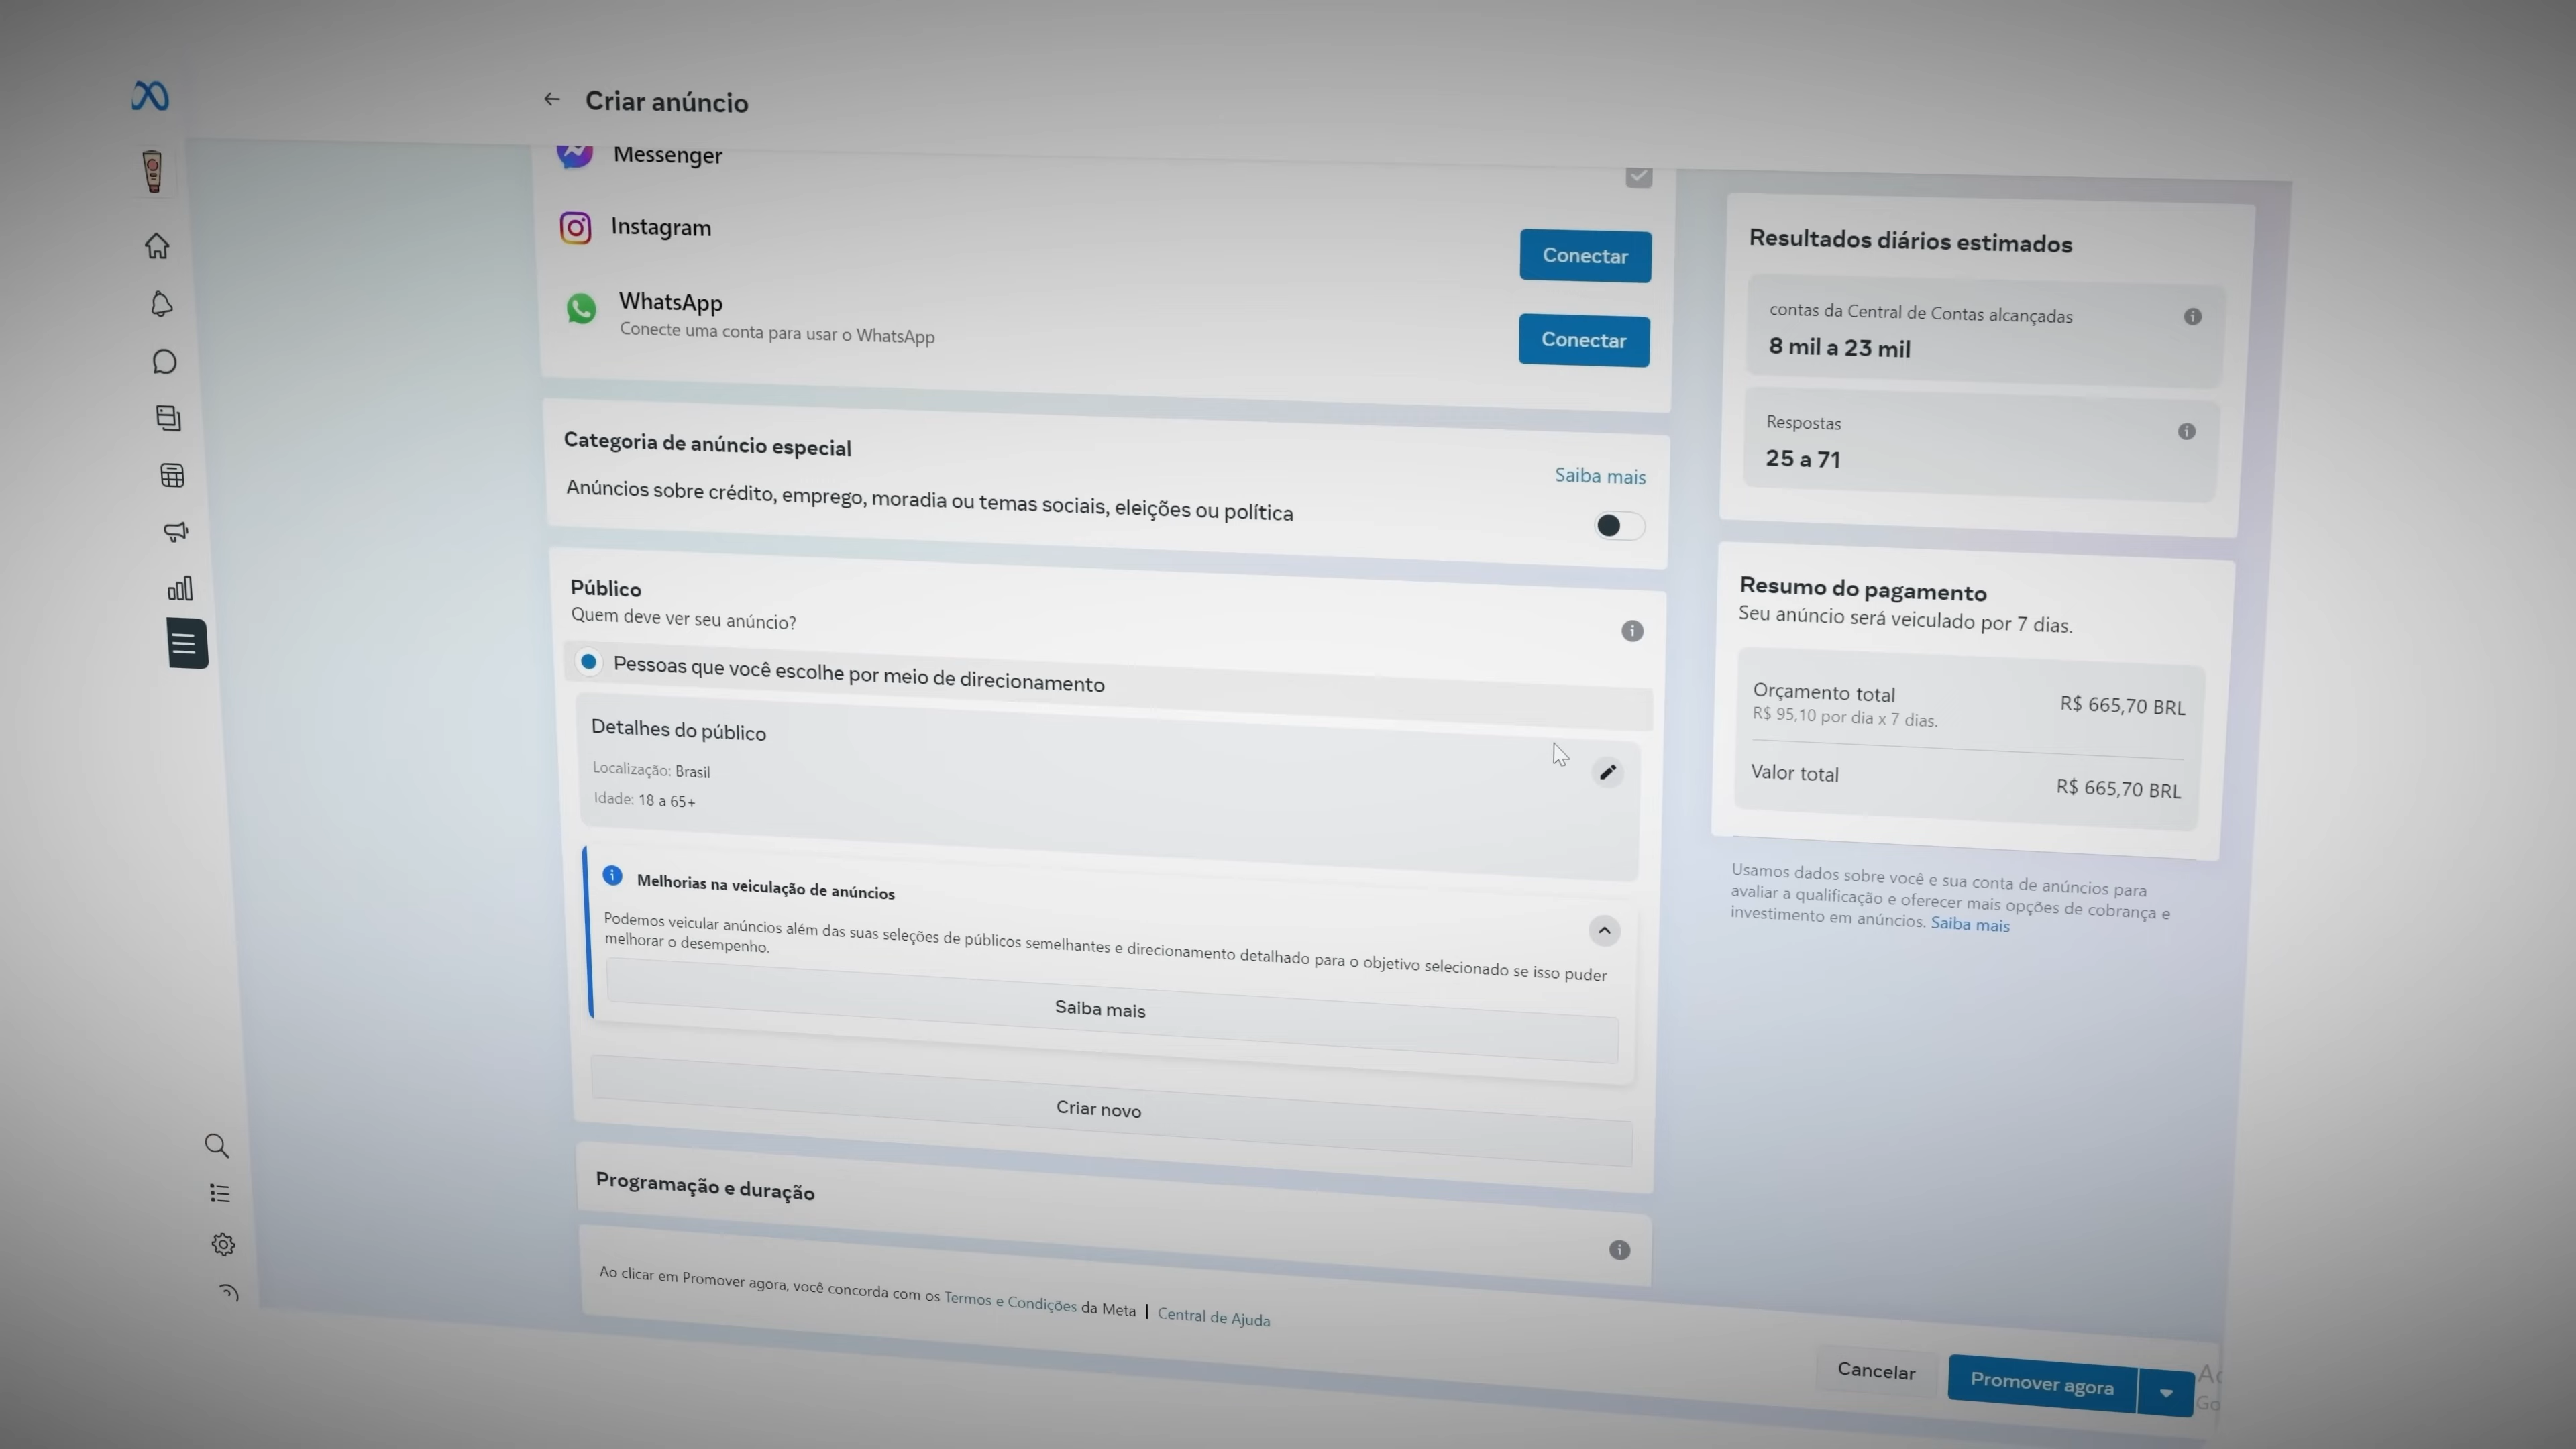 Criar anúncio
Messenger
Instagram
Conectar
WhatsApp
Conecte uma conta para usar o WhatsApp
Conectar
Categoria de anúncio especial
Saiba mais
Anúncios sobre crédito, emprego, moradia ou temas sociais, eleições ou política
Público
Quem deve ver seu anúncio?
Pessoas que você escolhe por meio de direcionamento
Detalhes do público
Localização: Brasil
Idade: 18 a 65+
Melhorias na veiculação de anúncios
Podemos veicular anúncios além das suas seleções de públicos semelhantes e direcionamento detalhado para o objetivo selecionado se isso puder
melhorar o desempenho.
Saiba mais
Criar novo
Programação e duração
Ao clicar em Promover agora, você concorda com os Termos e Condições da Meta | Central de Ajuda
Resultados diários estimados
contas da Central de Contas alcançadas
8 mil a 23 mil
Respostas
25 a 71
Resumo do pagamento
Seu anúncio será veiculado por 7 dias.
Orçamento total
R$ 665,70 BRL
R$ 95,10 por dia x 7 dias.
Valor total
R$ 665,70 BRL
Usamos dados sobre você e sua conta de anúncios para
avaliar a qualificação e oferecer mais opções de cobrança e
investimento em anúncios. Saiba mais
Cancelar
Promover agora